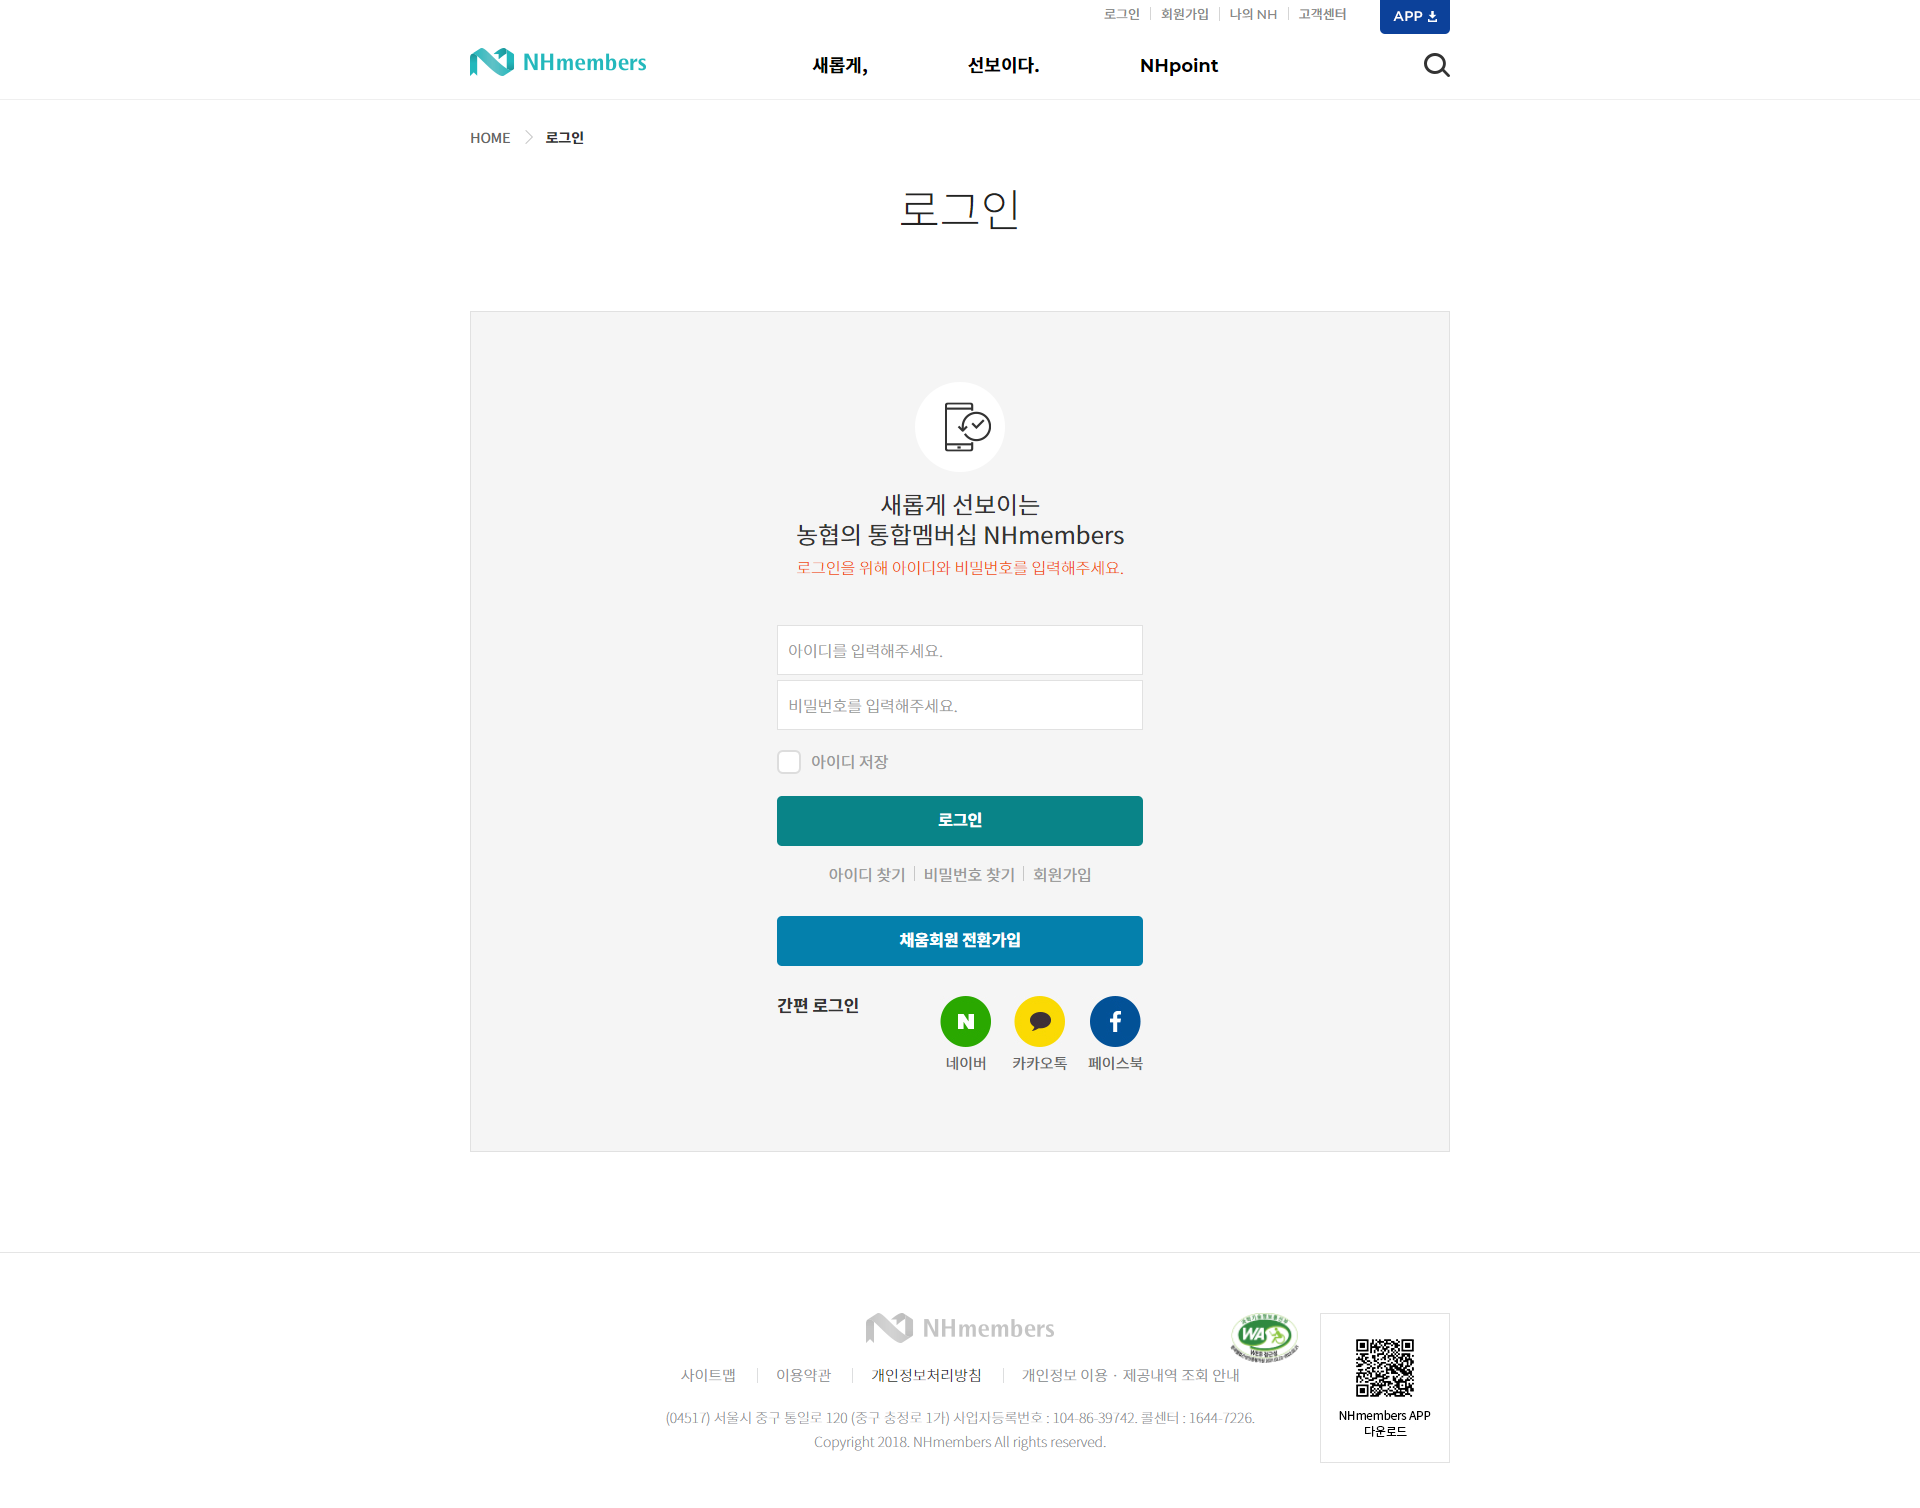 로그인 회원가입 나의 NH 고객센터 APP
NHmembers 새롭게, 선보이다. NHpoint
HOME 로그인
로그인
새롭게 선보이는
농협의 통합멤버십 NHmembers
로그인을 위해 아이디와 비밀번호를 입력해주세요.
아이디를 입력해주세요.
비밀번호를 입력해주세요.
아이디 저장
로그인
아이디 찾기 비밀번호 찾기 회원가입
채움회원 전환가입
간편 로그인
네이버 카카오톡 페이스북
NHmembers
WA
사이트맵 이용약관 개인정보처리방침 개인정보 이용 · 제공내역 조회 안내
(04517) 서울시 중구 통일로 120 (중구 충정로 1가) 사업자등록번호 : 104-86-39742. 콜센터 : 1644-7226.
Copyright 2018. NHmembers All rights reserved.
NHmembers APP
다운로드